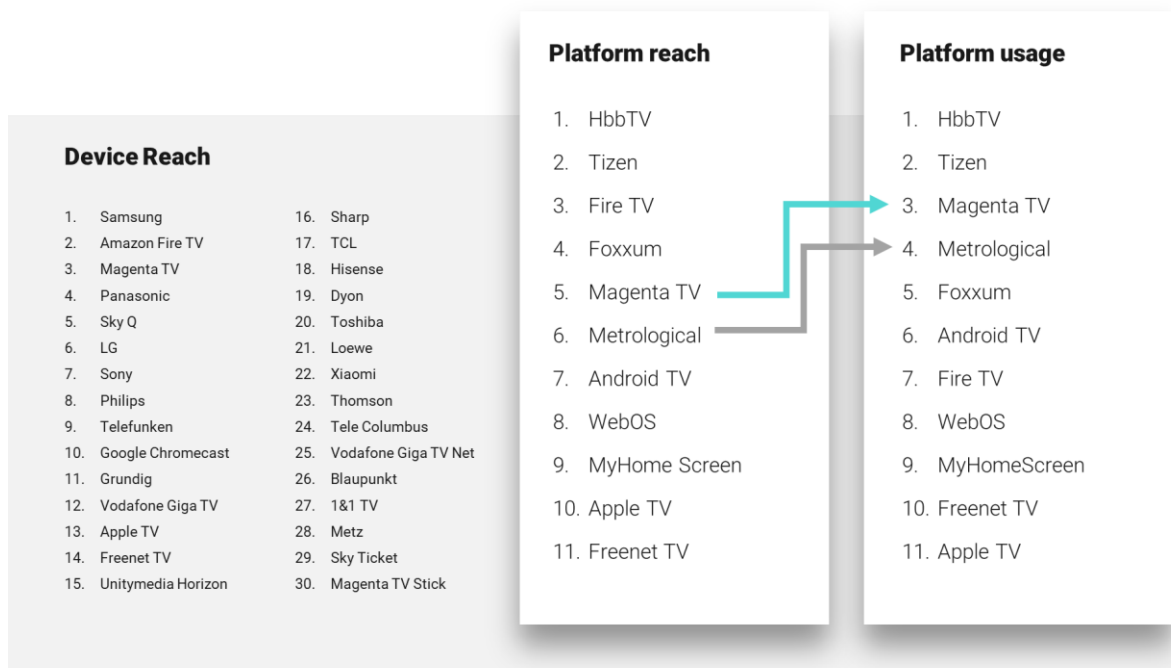 Device Reach
1. Samsung
2. Amazon Fire TV
3. Magenta TV
4. Panasonic
5. Sky Q
6. LG
7. Sony
8. Philips
9. Telefunken
10. Google Chromecast
11. Grundig
12. Vodafone Giga TV
13. Apple TV
14. Freenet TV
15. Unitymedia Horizon
16. Sharp
17. TCL
18. Hisense
19. Dyon
20. Toshiba
21. Loewe
22. Xiaomi
23. Thomson
24. Tele Columbus
25. Vodafone Giga TV Net
26. Blaupunkt
27. 1&1 TV
28. Metz
29. Sky Ticket
30. Magenta TV Stick
Platform reach
1. HbbTV
2. Tizen
3. Fire TV
4. Foxxum
5. Magenta TV
6. Metrological
7. Android TV
8. WebOS
9. MyHome Screen
10. Apple TV
11. Freenet TV
Platform usage
1. HbbTV
2. Tizen
3. Magenta TV
4. Metrological
5. Foxxum
6. Android TV
7. Fire TV
8. WebOS
9. MyHomeScreen
10. Freenet TV
11. Apple TV